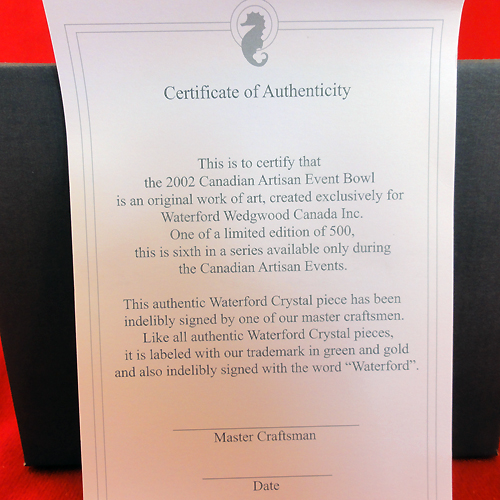 Certificate of Authenticity
This is to certify that
the 2002 Canadian Artisan Event Bowl
is an original work of art, created exclusively for
Waterford Wedgwood Canada Inc.
One of a limited edition of 500,
this is sixth in a series available only during
the Canadian Artisan Events.
This authentic Waterford Crystal piece has been
indelibly signed by one of our master craftsmen.
Like all authentic Waterford Crystal pieces,
it is labeled with our trademark in green and gold
and also indelibly signed with the word “Waterford”.
Master Craftsman
Date